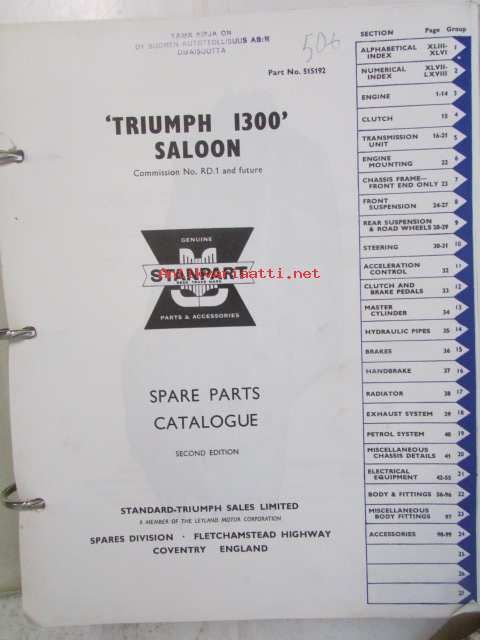 TÄMÄ KIRJA ON
OY SUOMEN AUTOTEOLLISUUS AB:N
OMAISUUTTA
506
Part No. 515192
'TRIUMPH 1300'
SALOON
Commission No. RD.1 and future
GENUINE
STANPART
REGD TRADE MARK
PARTS & ACCESSORIES
SPARE PARTS
CATALOGUE
SECOND EDITION
STANDARD-TRIUMPH SALES LIMITED
A MEMBER OF THE LEYLAND MOTOR CORPORATION
SPARES DIVISION · FLETCHAMSTEAD HIGHWAY
COVENTRY ENGLAND
SECTION Page Group
ALPHABETICAL XLIII- 1
INDEX XLVI
NUMERICAL XLVII- 2
INDEX LXVIII
ENGINE 1-14 3
CLUTCH 15 4
TRANSMISSION 16-21 5
UNIT
ENGINE
MOUNTING 22 6
CHASSIS FRAME—
FRONT END ONLY 23 7
FRONT 8
SUSPENSION 24-27
REAR SUSPENSION 9
& ROAD WHEELS 28-29
STEERING 30-31 10
ACCELERATION
CONTROL 32 11
CLUTCH AND
BRAKE PEDALS 33 12
MASTER
CYLINDER 34 13
HYDRAULIC PIPES 35 14
BRAKES 36 15
HANDBRAKE 37 16
RADIATOR 38 17
EXHAUST SYSTEM 39 18
PETROL SYSTEM 40 19
MISCELLANEOUS
CHASSIS DETAILS 41 20
ELECTRICAL
EQUIPMENT 42-55 21
BODY & FITTINGS 56-96 22
MISCELLANEOUS
BODY FITTINGS 97 23
ACCESSORIES 98-99 24
25
26
27